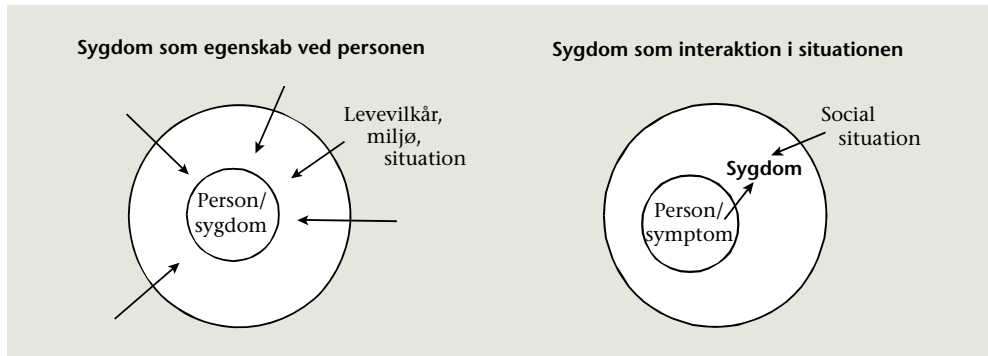 Sygdom som egenskab ved personen
Levevilkår,
miljø,
situation
Person/
sygdom
Sygdom som interaktion i situationen
Social
situation
Sygdom
Person/
symptom